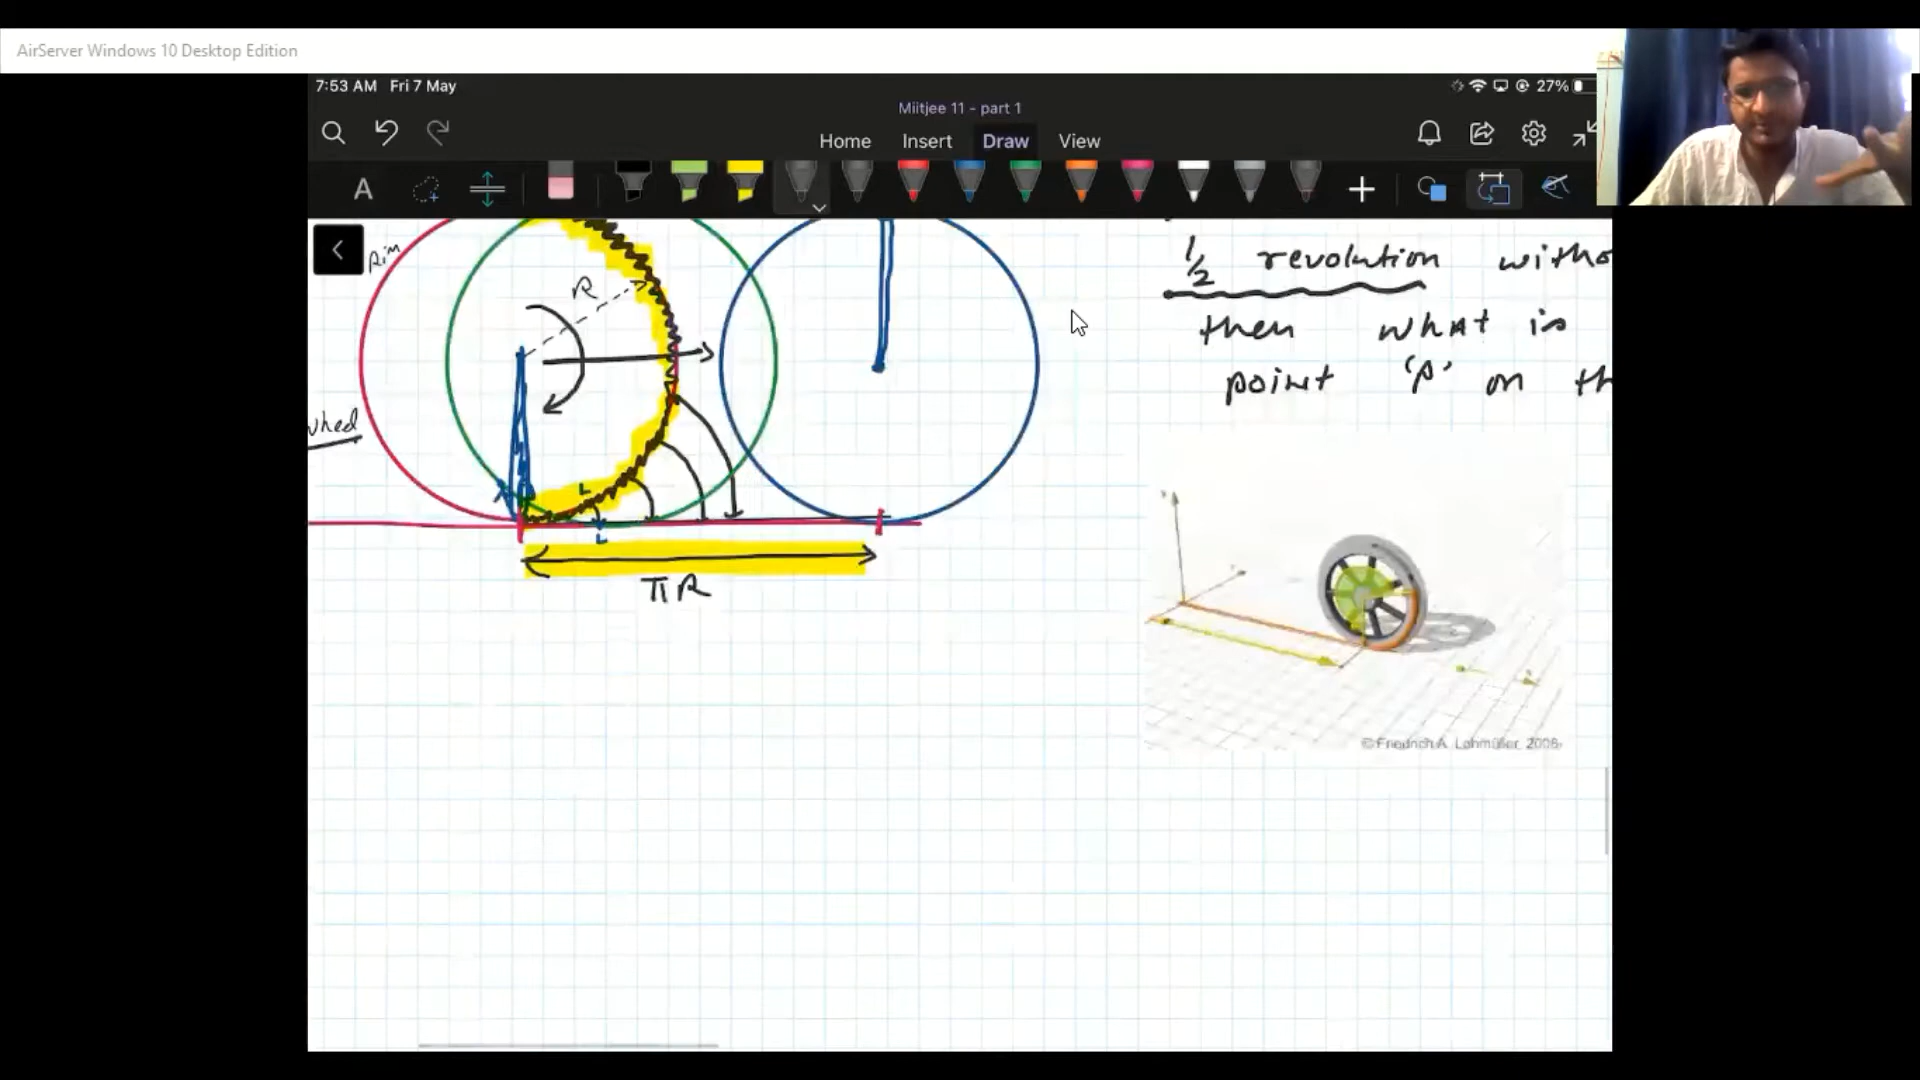 AirServer Windows 10 Desktop Edition
7:53 AM Fri 7 May
27%
Miitjee 11 - part 1
Home Insert Draw View
A
Rim
R
1/2 revolution witho
then what is
point 'P' on th
whed
L
L
πR
© Friedrich A. Lohmüller, 2006